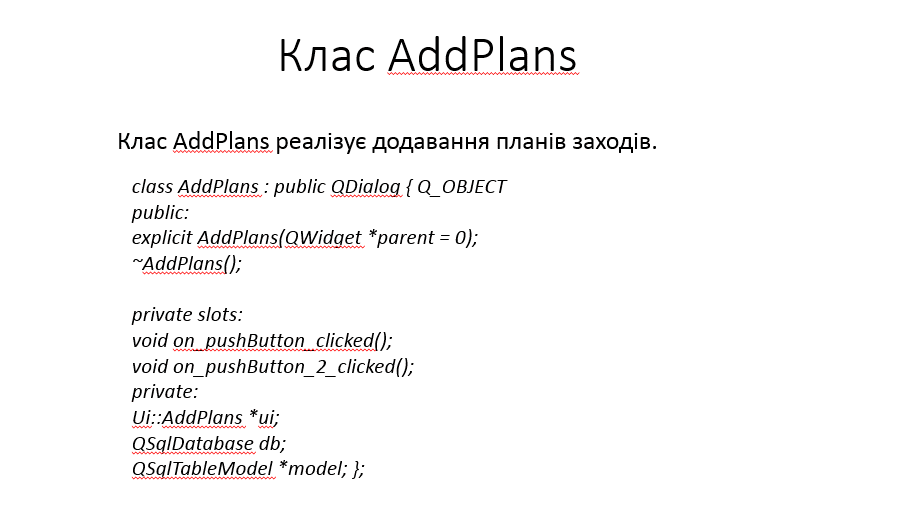 Клас AddPlans
Клас AddPlans реалізує додавання планів заходів.
class AddPlans : public QDialog { Q_OBJECT
public:
explicit AddPlans(QWidget *parent = 0);
~AddPlans();
private slots:
void on_pushButton_clicked();
void on_pushButton_2_clicked();
private:
Ui::AddPlans *ui;
QSqlDatabase db;
QSqlTableModel *model; };